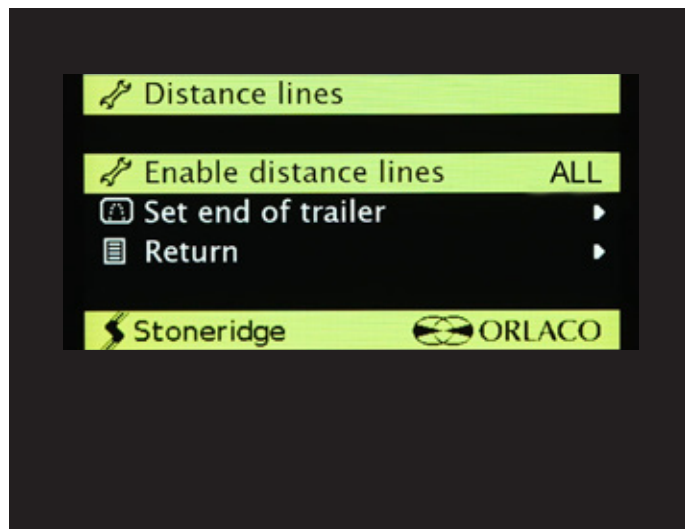 Distance lines
Enable distance lines ALL
Set end of trailer
Return
Stoneridge ORLACO